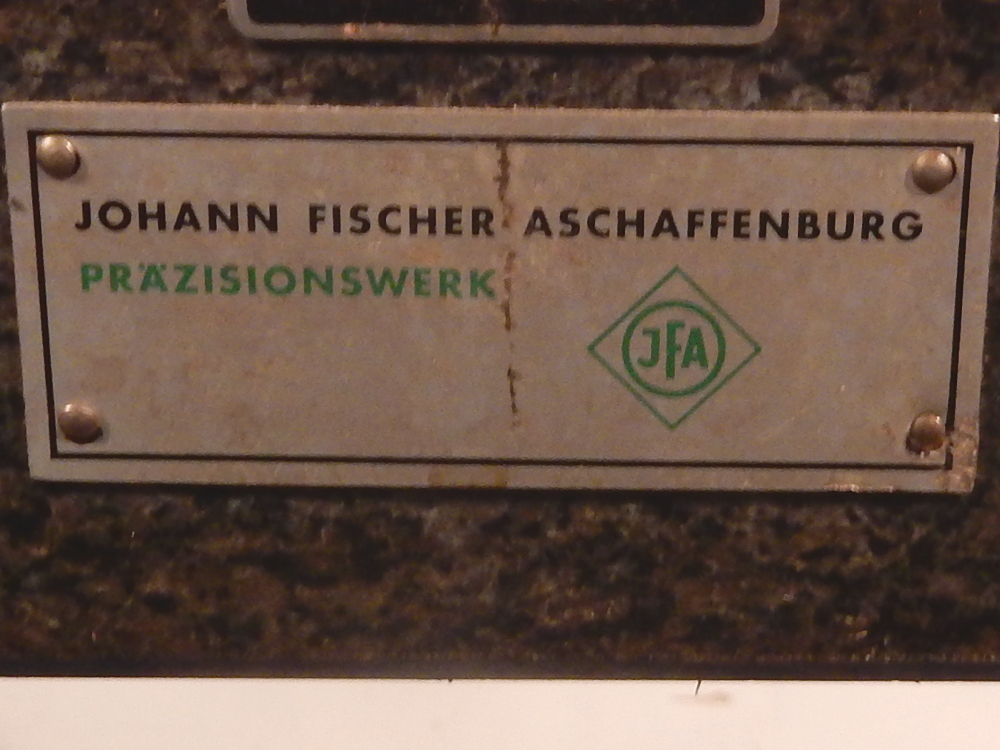 JOHANN FISCHER ASCHAFFENBURG
PRÄZISIONSWERK
JFA